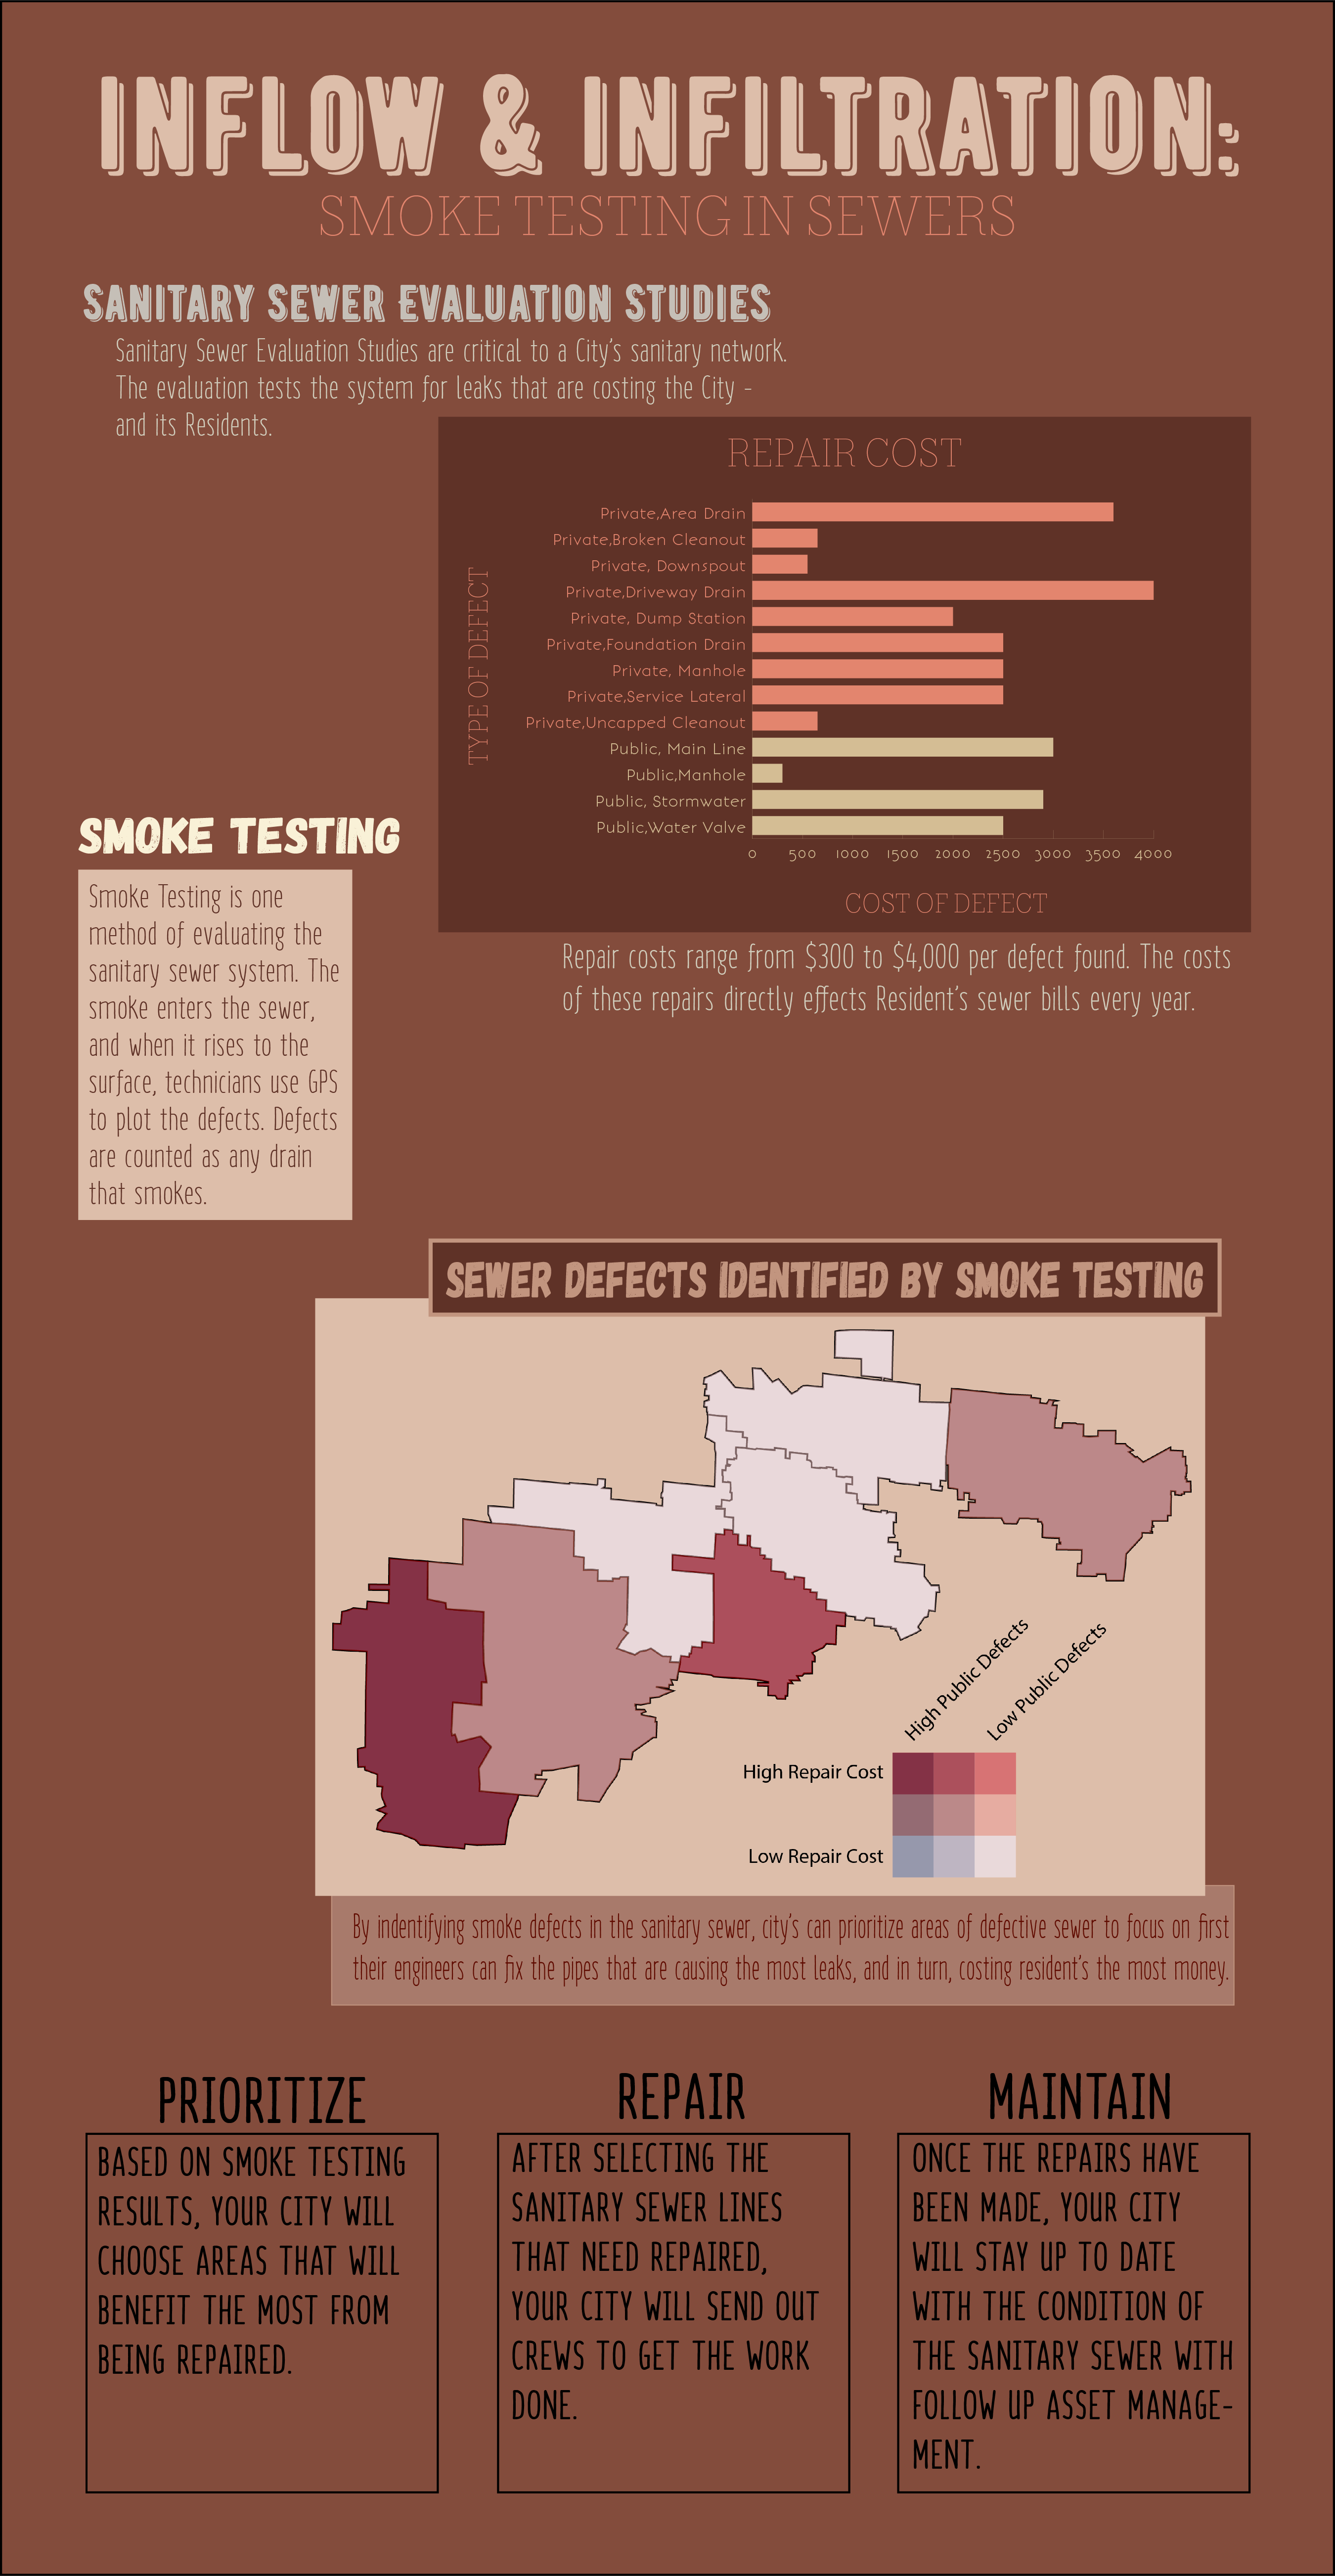 INFLOW & INFILTRATION:
SMOKE TESTING IN SEWERS
SANITARY SEWER EVALUATION STUDIES
Sanitary Sewer Evaluation Studies are critical to a City's sanitary network.
The evaluation tests the system for leaks that are costing the City -
and its Residents.
REPAIR COST
TYPE OF DEFECT
Private,Area Drain
Private,Broken Cleanout
Private, Downspout
Private,Driveway Drain
Private, Dump Station
Private,Foundation Drain
Private, Manhole
Private,Service Lateral
Private,Uncapped Cleanout
Public, Main Line
Public,Manhole
Public, Stormwater
Public,Water Valve
0 500 1000 1500 2000 2500 3000 3500 4000
COST OF DEFECT
Repair costs range from $300 to $4,000 per defect found. The costs
of these repairs directly effects Resident's sewer bills every year.
SMOKE TESTING
Smoke Testing is one
method of evaluating the
sanitary sewer system. The
smoke enters the sewer,
and when it rises to the
surface, technicians use GPS
to plot the defects. Defects
are counted as any drain
that smokes.
SEWER DEFECTS IDENTIFIED BY SMOKE TESTING
High Public Defects
Low Public Defects
High Repair Cost
Low Repair Cost
By indentifying smoke defects in the sanitary sewer, city's can prioritize areas of defective sewer to focus on first
their engineers can fix the pipes that are causing the most leaks, and in turn, costing resident's the most money.
PRIORITIZE
BASED ON SMOKE TESTING
RESULTS, YOUR CITY WILL
CHOOSE AREAS THAT WILL
BENEFIT THE MOST FROM
BEING REPAIRED.
REPAIR
AFTER SELECTING THE
SANITARY SEWER LINES
THAT NEED REPAIRED,
YOUR CITY WILL SEND OUT
CREWS TO GET THE WORK
DONE.
MAINTAIN
ONCE THE REPAIRS HAVE
BEEN MADE, YOUR CITY
WILL STAY UP TO DATE
WITH THE CONDITION OF
THE SANITARY SEWER WITH
FOLLOW UP ASSET MANAGE-
MENT.